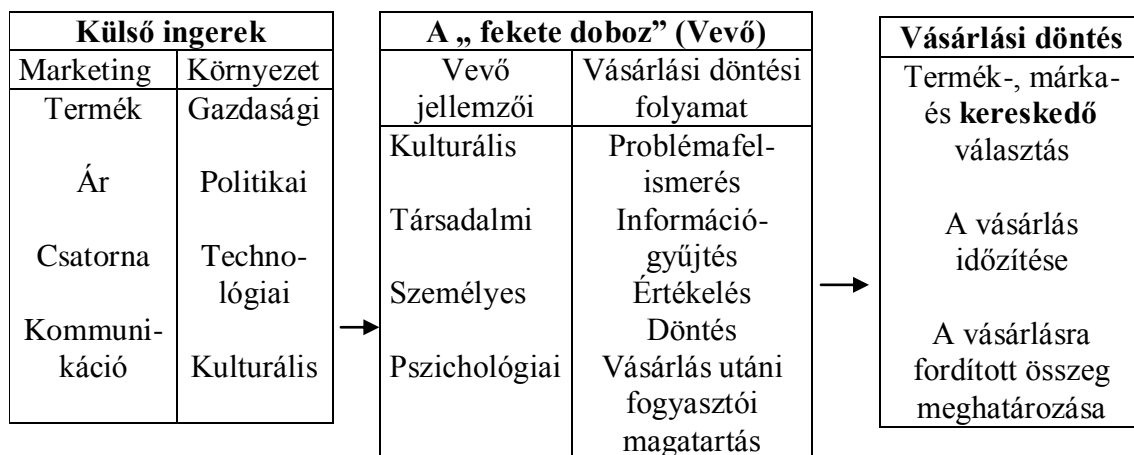 Külső ingerek
Marketing Környezet
Termék Gazdasági
Ár Politikai
Csatorna Techno-
lógiai
Kommuni-
káció Kulturális
A „ fekete doboz” (Vevő)
Vevő Vásárlási döntési
jellemzői folyamat
Kulturális Problémafel-
ismerés
Társadalmi Információ-
gyűjtés
Személyes Értékelés
Döntés
Pszichológiai Vásárlás utáni
fogyasztói
magatartás
Vásárlási döntés
Termék-, márka-
és kereskedő
választás
A vásárlás
időzítése
A vásárlásra
fordított összeg
meghatározása